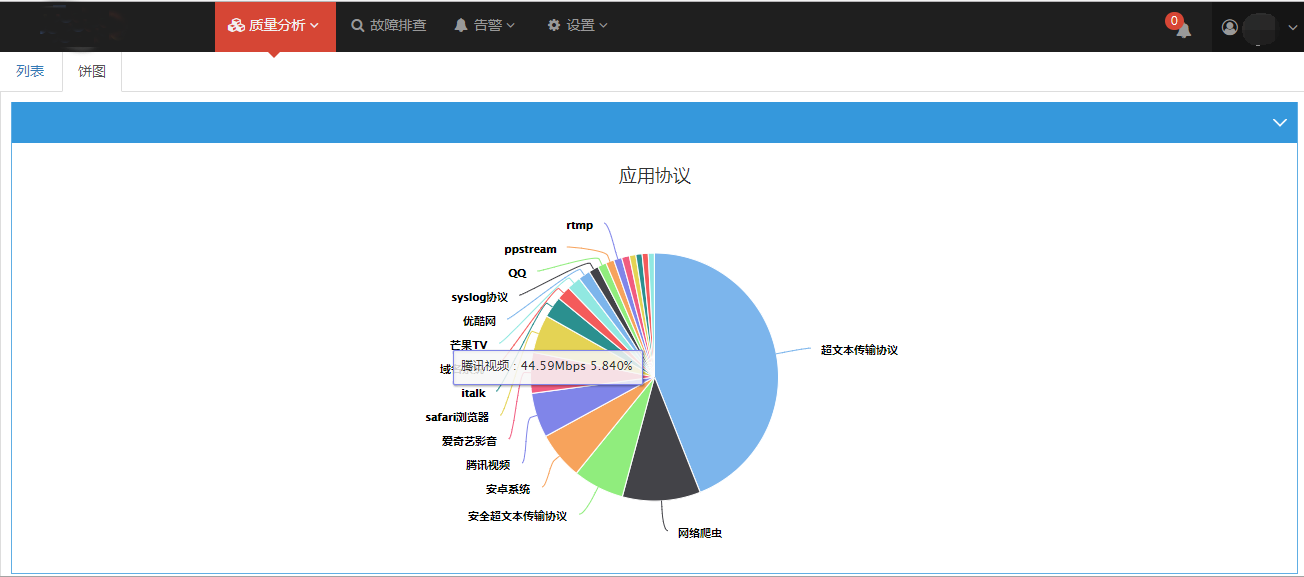 质量分析 故障排查 告警 设置 0
列表 饼图
应用协议
rtmp
ppstream
QQ
syslog协议
优酷网
芒果TV
超文本传输协议
腾讯视频 : 44.59Mbps 5.840%
italk
safari浏览器
爱奇艺影音
腾讯视频
安卓系统
安全超文本传输协议
网络爬虫